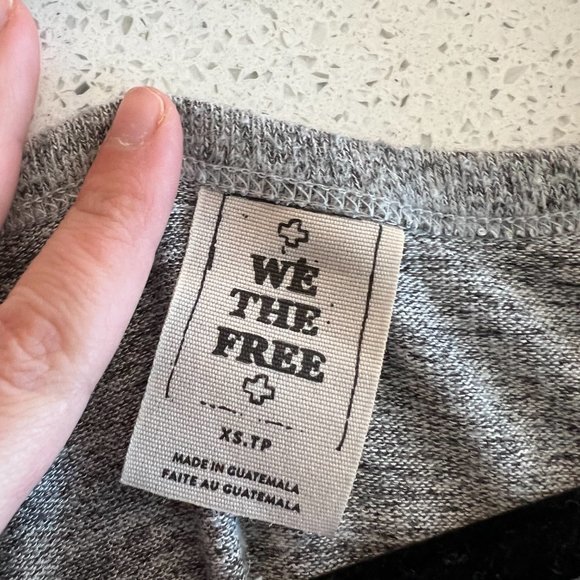 WE
THE
FREE
XS.TP
MADE IN GUATEMALA
FAITE AU GUATEMALA